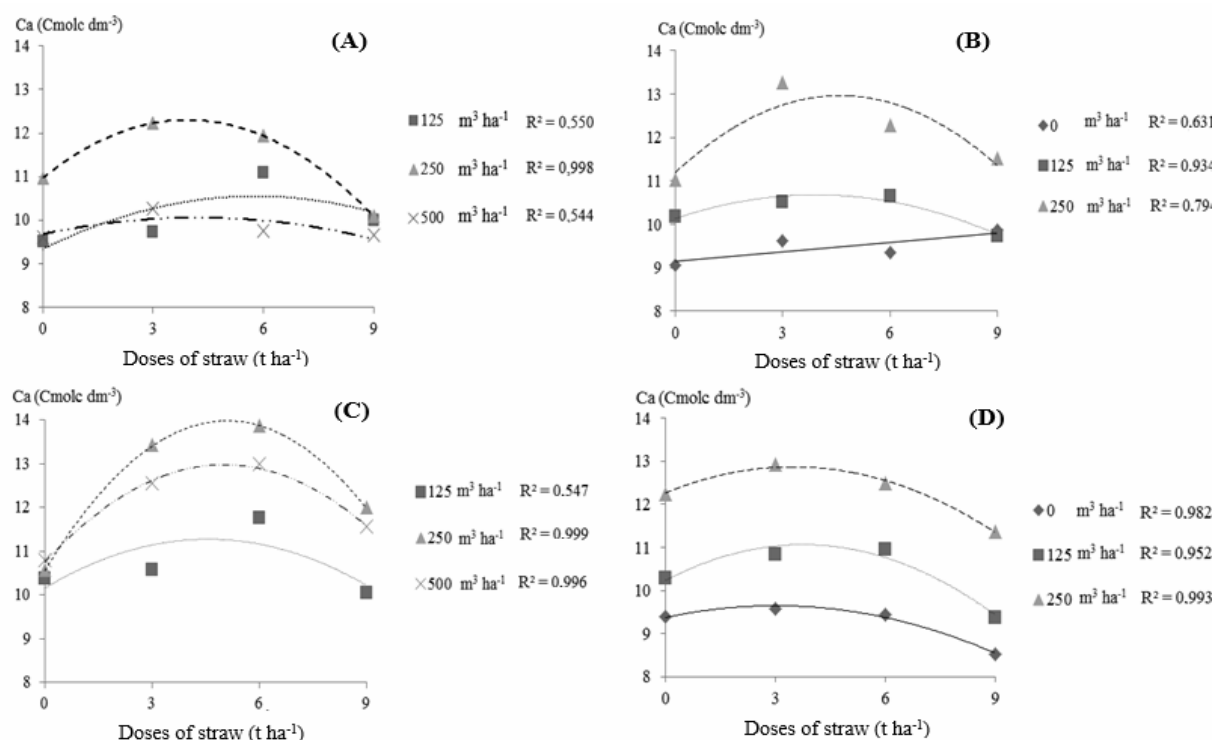 Ca (Cmolc dm-3)
(A)
14
13
12
11
10
9
8
0 3 6 9
Doses of straw (t ha-1)
125 m3 ha-1 R2 = 0.550
250 m3 ha-1 R2 = 0,998
500 m3 ha-1 R2 = 0.544
Ca (Cmolc dm-3)
(B)
14
13
12
11
10
9
8
0 3 6 9
Doses of straw (t ha-1)
0 m3 ha-1 R2 = 0.631
125 m3 ha-1 R2 = 0.934
250 m3 ha-1 R2 = 0.794
Ca (Cmolc dm-3)
(C)
14
13
12
11
10
9
8
0 3 6 9
Doses of straw (t ha-1)
125 m3 ha-1 R2 = 0.547
250 m3 ha-1 R2 = 0.999
500 m3 ha-1 R2 = 0.996
Ca (Cmolc dm-3)
(D)
14
13
12
11
10
9
8
0 3 6 9
Doses of straw (t ha-1)
0 m3 ha-1 R2 = 0.982
125 m3 ha-1 R2 = 0.952
250 m3 ha-1 R2 = 0.993